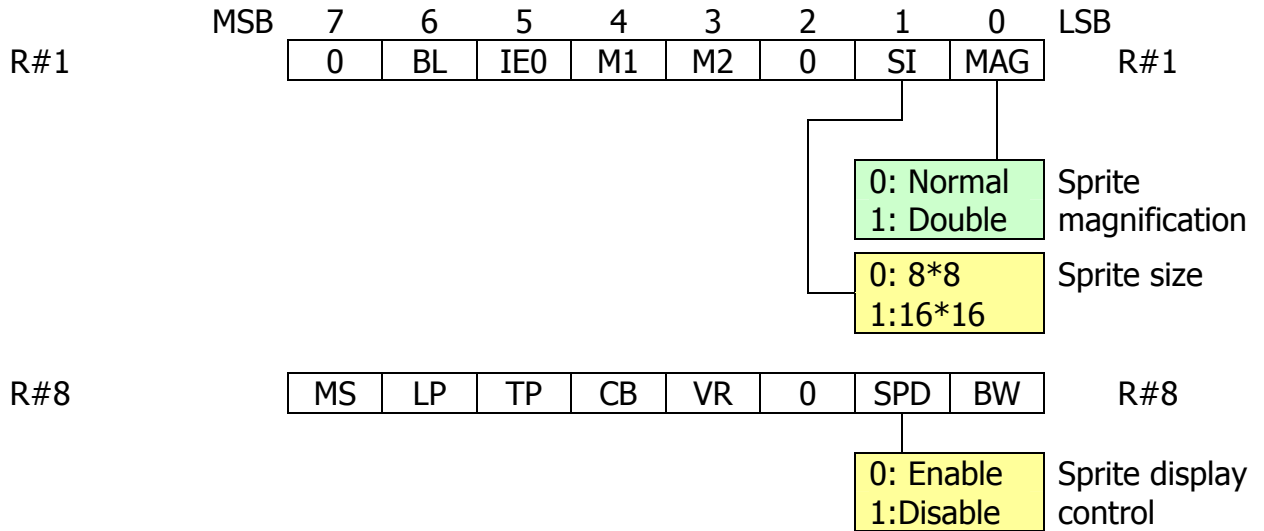 MSB 7 6 5 4 3 2 1 0 LSB
R#1 0 BL IE0 M1 M2 0 SI MAG R#1
0: Normal Sprite
1: Double magnification
0: 8*8 Sprite size
1:16*16
R#8 MS LP TP CB VR 0 SPD BW R#8
0: Enable Sprite display
1:Disable control